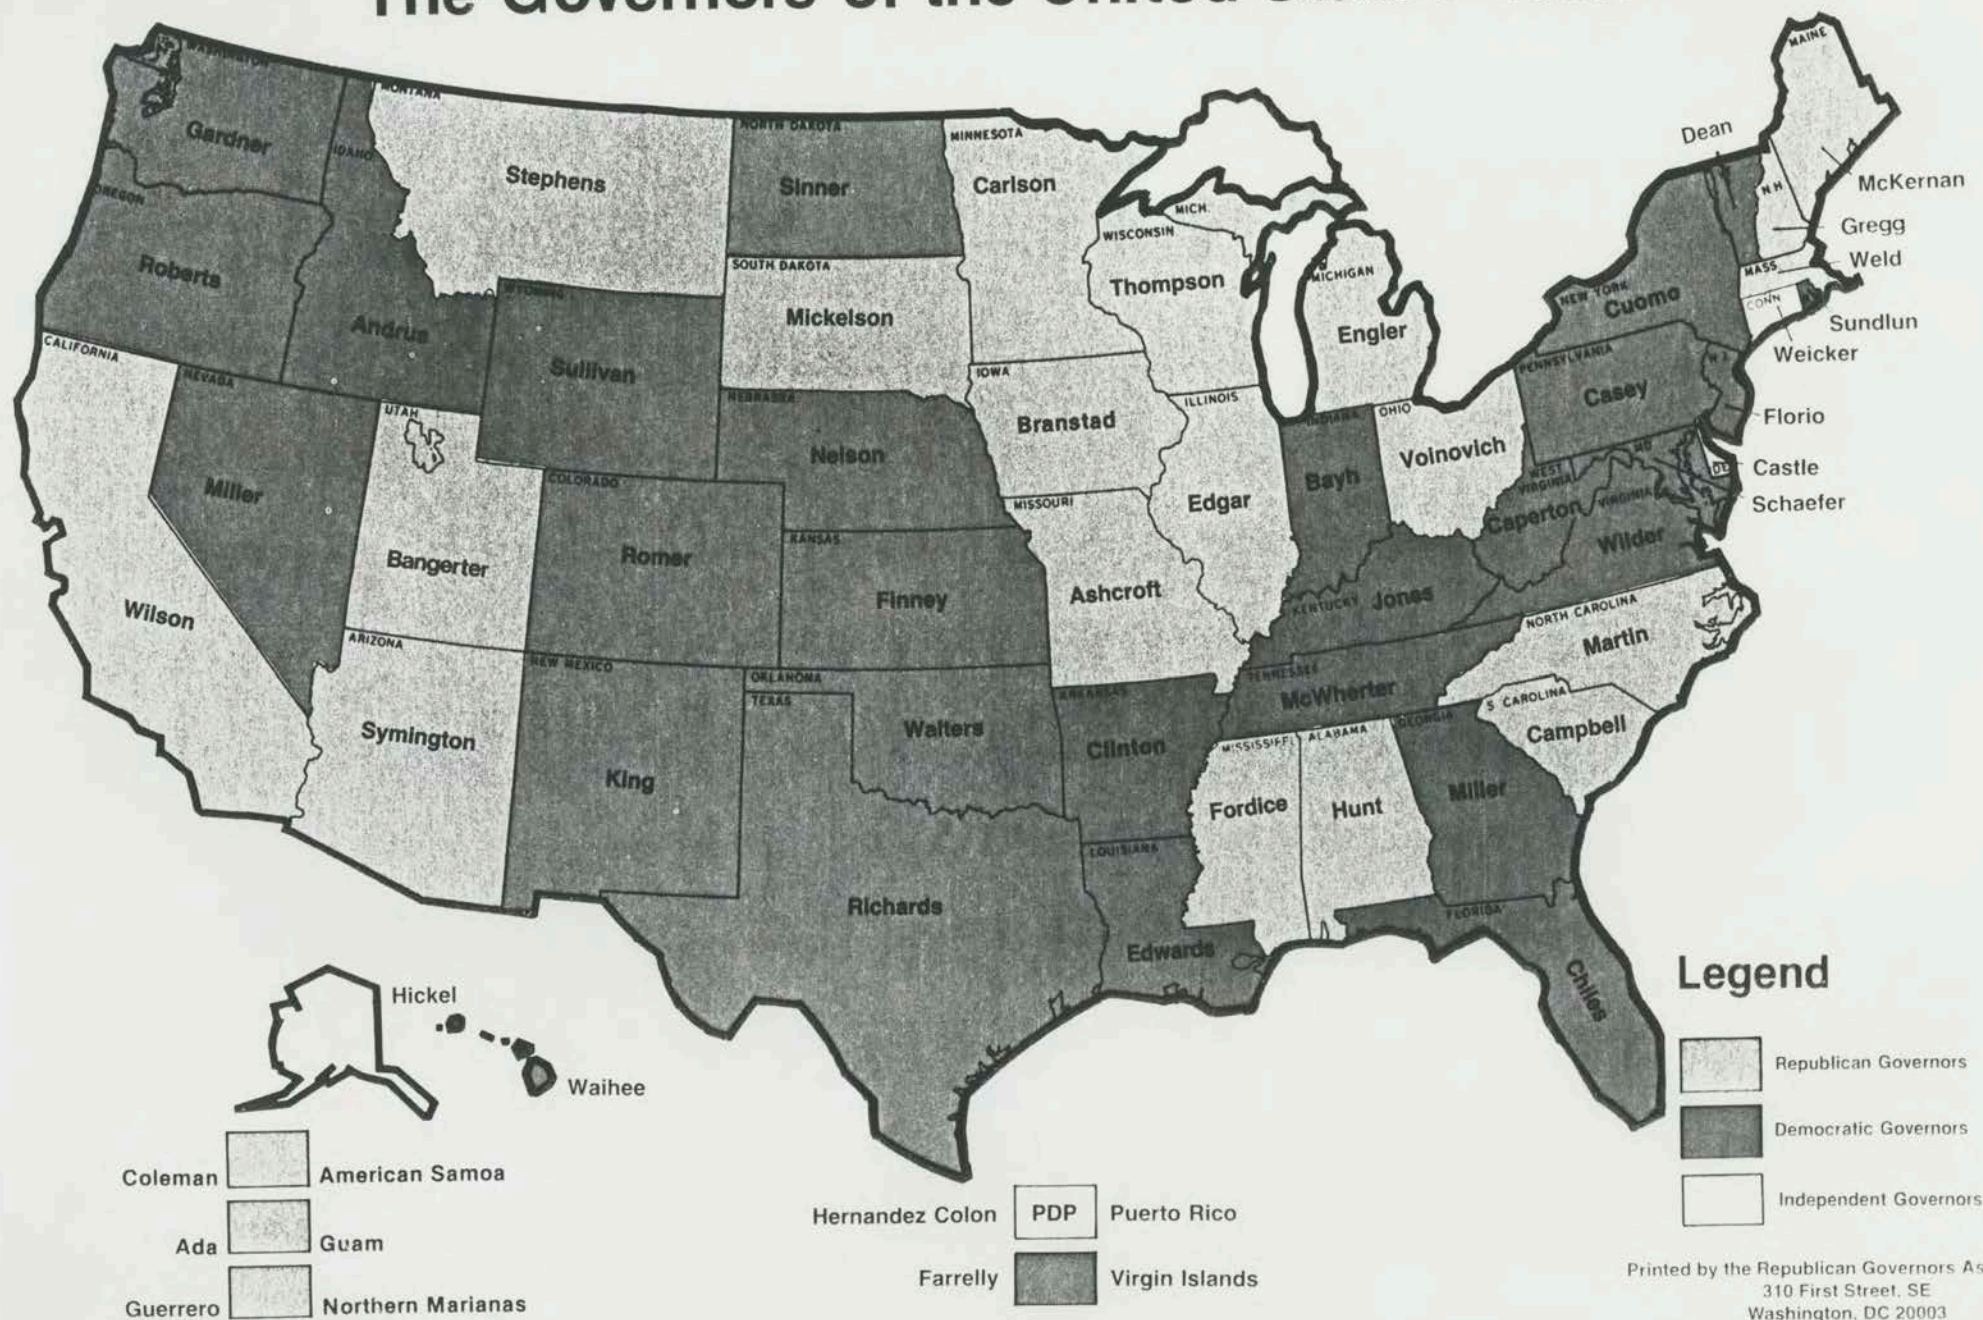 The Governors of the United
WASHINGTON
Gardner
MONTANA
Stephens
IDAHO
Andrus
OREGON
Roberts
NORTH DAKOTA
Sinner
MINNESOTA
Carlson
SOUTH DAKOTA
Mickelson
WYOMING
Sullivan
WISCONSIN
Thompson
MICH.
MICHIGAN
Engler
CALIFORNIA
Wilson
NEVADA
Miller
UTAH
Bangerter
COLORADO
Romer
NEBRASKA
Nelson
KANSAS
Finney
IOWA
Branstad
ILLINOIS
Edgar
MISSOURI
Ashcroft
INDIANA
Bayh
OHIO
Voinovich
KENTUCKY
Jones
WEST
VIRGINIA
Caperton
VIRGINIA
Wilder
PENNSYLVANIA
Casey
NEW YORK
Cuomo
N.J.
MD
DE
Dean
MAINE
McKernan
N H
Gregg
MASS
Weld
CONN
Sundlun
Weicker
Florio
Castle
Schaefer
ARIZONA
Symington
NEW MEXICO
King
OKLAHOMA
Walters
TEXAS
Richards
ARKANSAS
Clinton
LOUISIANA
Edwards
TENNESSEE
McWherter
MISSISSIPPI
Fordice
ALABAMA
Hunt
GEORGIA
Miller
NORTH CAROLINA
Martin
S CAROLINA
Campbell
FLORIDA
Chiles
Hickel
Waihee
Coleman American Samoa
Ada Guam
Guerrero Northern Marianas
Hernandez Colon PDP Puerto Rico
Farrelly Virgin Islands
Legend
Republican Governors
Democratic Governors
Independent Governors
Printed by the Republican Governors
310 First Street, SE
Washington, DC 20003